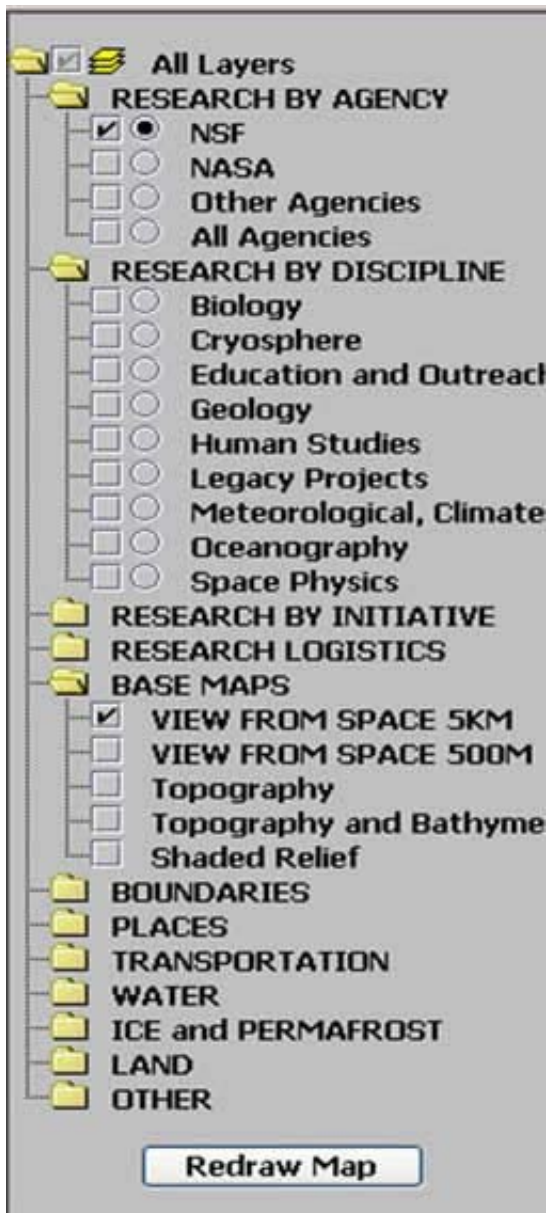 All Layers
RESEARCH BY AGENCY
NSF
NASA
Other Agencies
All Agencies
RESEARCH BY DISCIPLINE
Biology
Cryosphere
Education and Outreach
Geology
Human Studies
Legacy Projects
Meteorological, Climate
Oceanography
Space Physics
RESEARCH BY INITIATIVE
RESEARCH LOGISTICS
BASE MAPS
VIEW FROM SPACE 5KM
VIEW FROM SPACE 500M
Topography
Topography and Bathyme
Shaded Relief
BOUNDARIES
PLACES
TRANSPORTATION
WATER
ICE and PERMAFROST
LAND
OTHER
Redraw Map